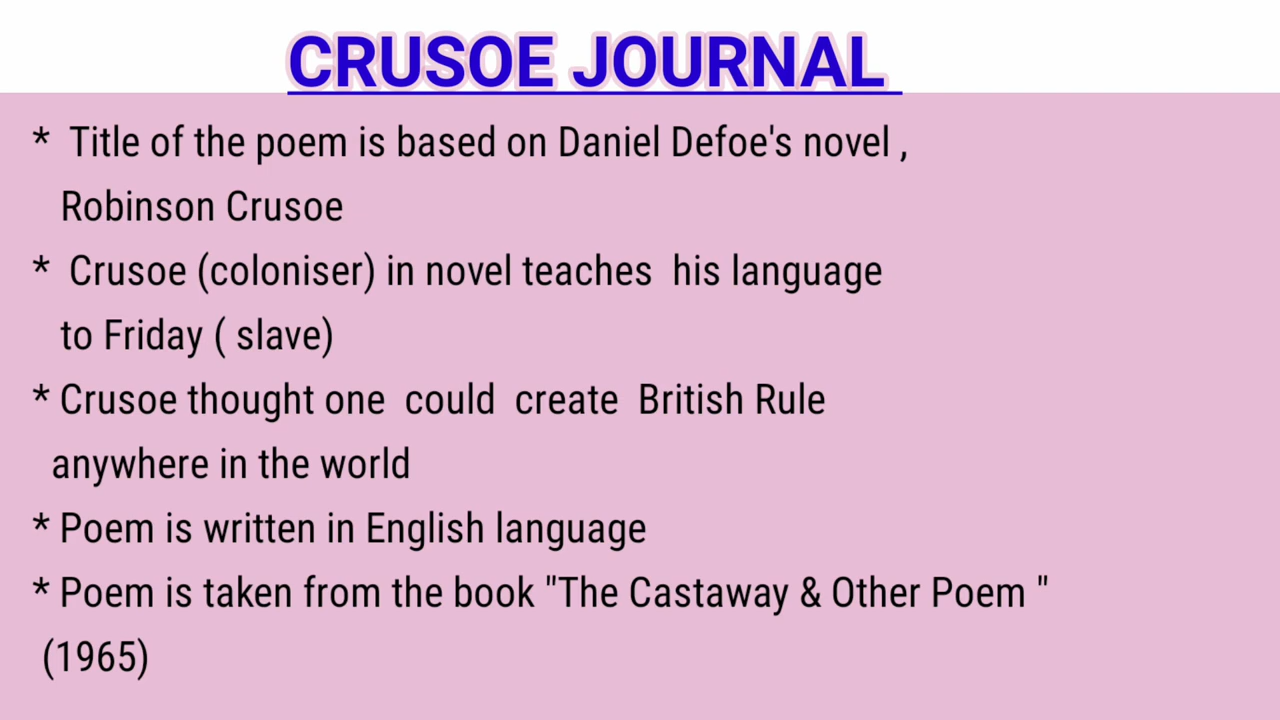 CRUSOE JOURNAL
* Title of the poem is based on Daniel Defoe's novel ,
Robinson Crusoe
* Crusoe (coloniser) in novel teaches his language
to Friday ( slave)
* Crusoe thought one could create British Rule
anywhere in the world
* Poem is written in English language
* Poem is taken from the book "The Castaway & Other Poem "
(1965)